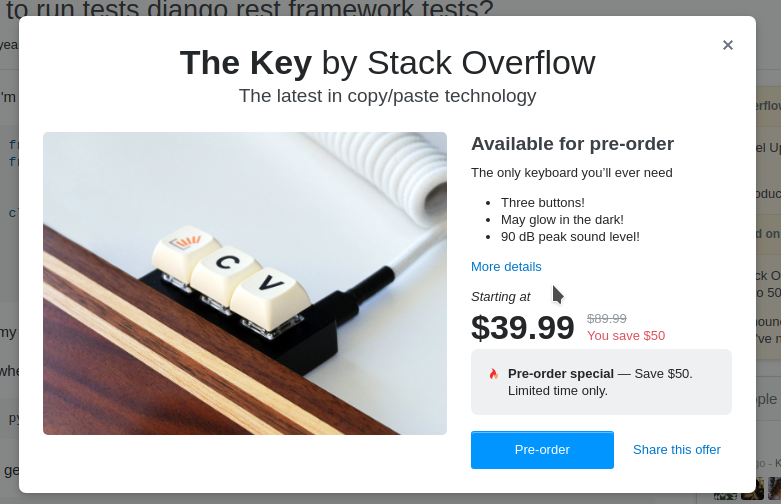 to run tests django rest framework tests?
The Key by Stack Overflow
The latest in copy/paste technology
Available for pre-order
The only keyboard you'll ever need
Three buttons!
May glow in the dark!
90 dB peak sound level!
More details
Starting at
$39.99 $89.99
You save $50
Pre-order special — Save $50.
Limited time only.
Pre-order Share this offer
C
V
I'm
my
py
ge